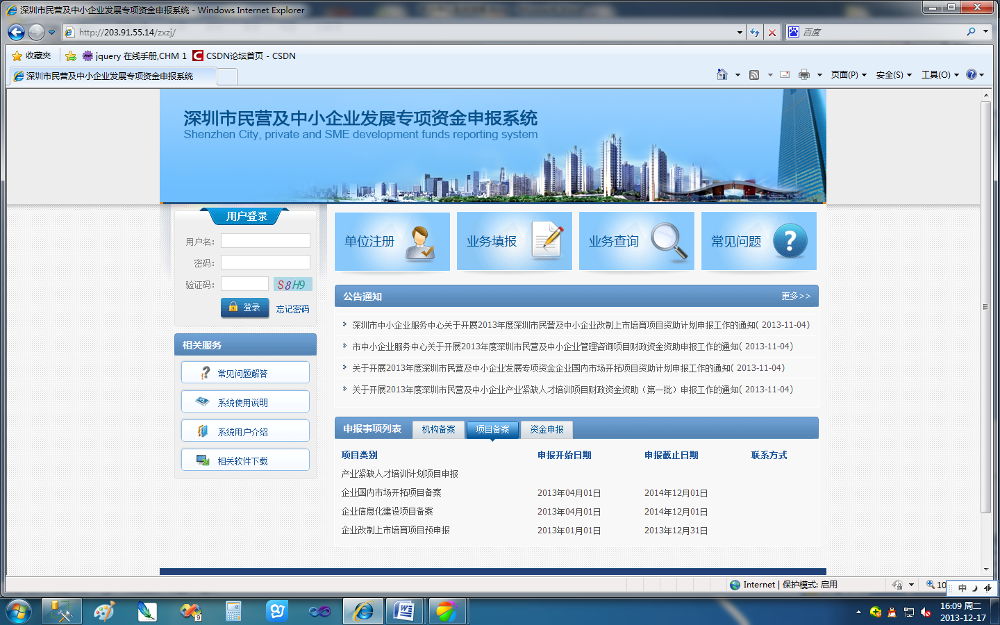 深圳市民营及中小企业发展专项资金申报系统 - Windows Internet Explorer
http://203.91.55.14/zxzj/
百度
收藏夹
jquery 在线手册,CHM 1
CSDN论坛首页 - CSDN
深圳市民营及中小企业发展专项资金申报系统
页面(P) 安全(S) 工具(O)
深圳市民营及中小企业发展专项资金申报系统
Shenzhen City, private and SME development funds reporting system
用户登录
用户名:
密码:
验证码: S8H9
登录 忘记密码
相关服务
常见问题解答
系统使用说明
系统用户介绍
相关软件下载
单位注册 业务填报 业务查询 常见问题
公告通知 更多>>
深圳市中小企业服务中心关于开展2013年度深圳市民营及中小企业改制上市培育项目资助计划申报工作的通知( 2013-11-04)
市中小企业服务中心关于开展2013年度深圳市民营及中小企业管理咨询项目财政资金资助申报工作的通知( 2013-11-04)
关于开展2013年度深圳市民营及中小企业发展专项资金企业国内市场开拓项目资助计划申报工作的通知( 2013-11-04)
关于开展2013年度深圳市民营及中小企业产业紧缺人才培训项目财政资金资助（第一批）申报工作的通知( 2013-11-04)
申报事项列表 机构备案 项目备案 资金申报
项目类别 申报开始日期 申报截止日期 联系方式
产业紧缺人才培训计划项目申报
企业国内市场开拓项目备案 2013年04月01日 2014年12月01日
企业信息化建设项目备案 2013年04月01日 2014年12月01日
企业改制上市培育项目预申报 2013年01月01日 2013年12月31日
Internet | 保护模式: 启用
10
中
9
16:09 周二
2013-12-17